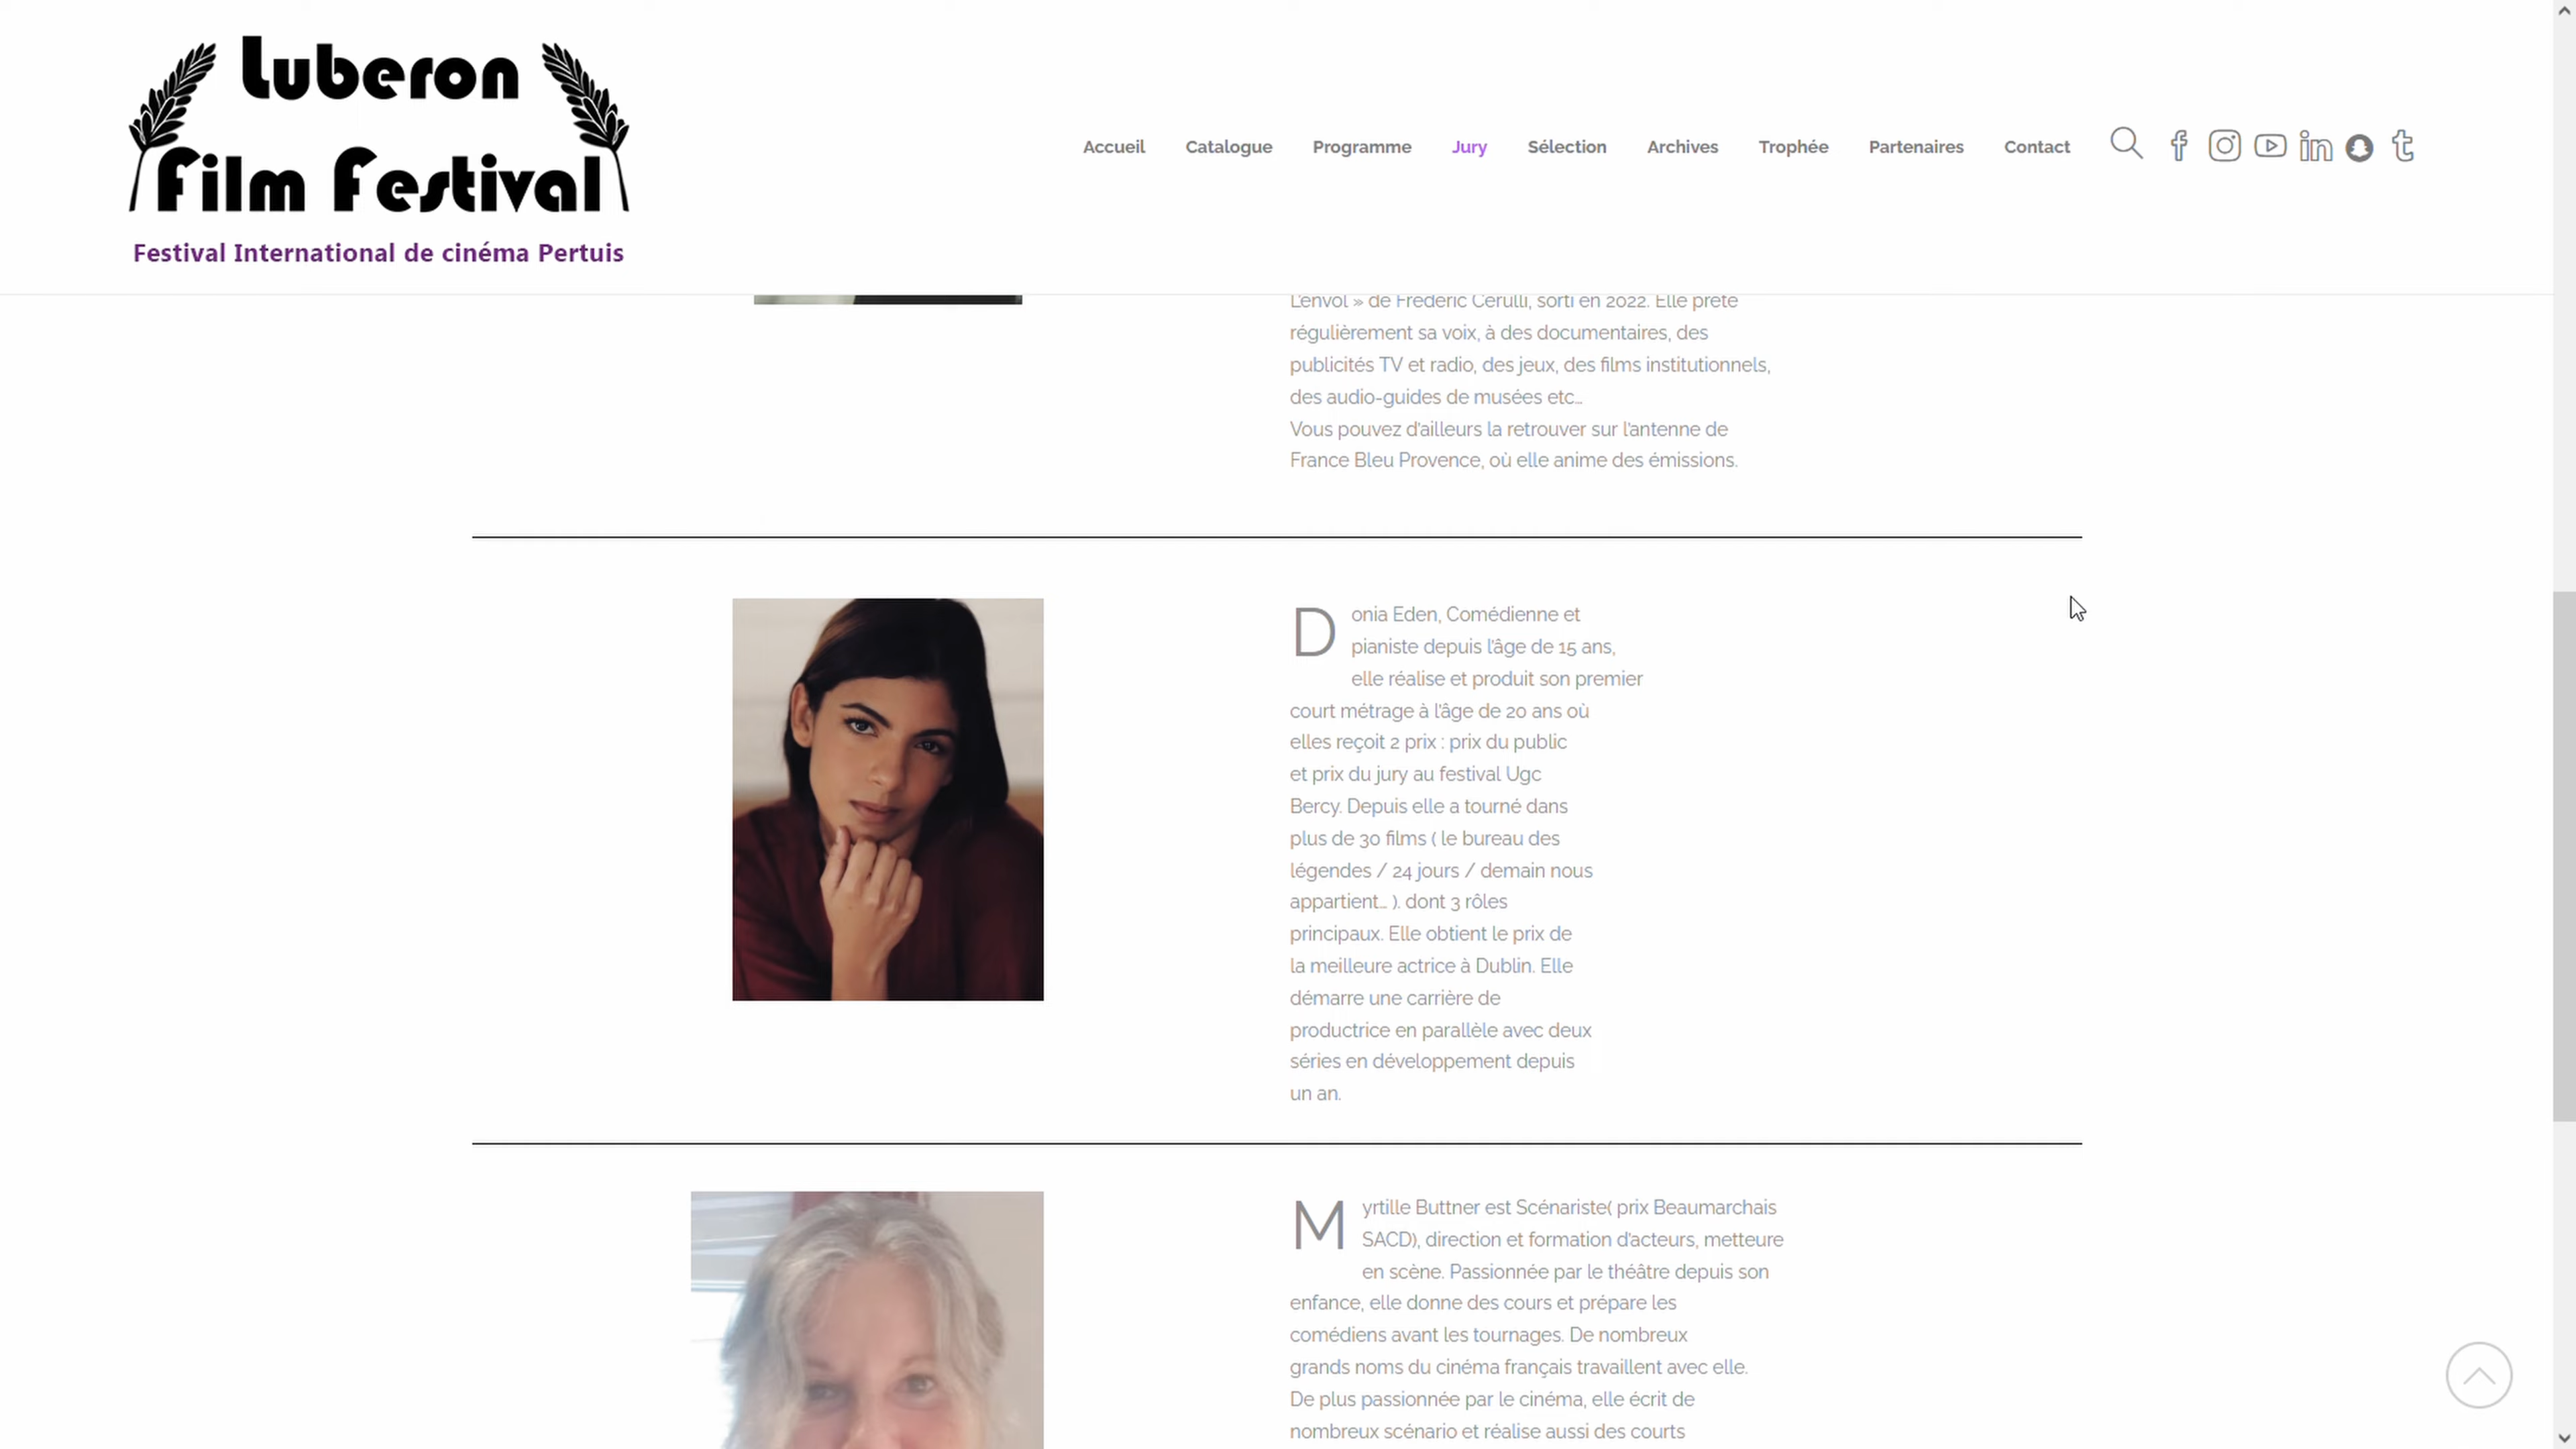 Luberon
Film Festival
Festival International de cinéma Pertuis
Accueil Catalogue Programme Jury Sélection Archives Trophée Partenaires Contact
L'envol » de Frédéric Cerulli, sorti en 2022. Elle prête
régulièrement sa voix, à des documentaires, des
publicités TV et radio, des jeux, des films institutionnels,
des audio-guides de musées etc…
Vous pouvez d'ailleurs la retrouver sur l'antenne de
France Bleu Provence, où elle anime des émissions.
Donia Eden, Comédienne et
pianiste depuis l'âge de 15 ans,
elle réalise et produit son premier
court métrage à l'âge de 20 ans où
elles reçoit 2 prix : prix du public
et prix du jury au festival Ugc
Bercy. Depuis elle a tourné dans
plus de 30 films ( le bureau des
légendes / 24 jours / demain nous
appartient… ). dont 3 rôles
principaux. Elle obtient le prix de
la meilleure actrice à Dublin. Elle
démarre une carrière de
productrice en parallèle avec deux
séries en développement depuis
un an.
Myrtille Buttner est Scénariste( prix Beaumarchais
SACD), direction et formation d'acteurs, metteure
en scène. Passionnée par le théâtre depuis son
enfance, elle donne des cours et prépare les
comédiens avant les tournages. De nombreux
grands noms du cinéma français travaillent avec elle.
De plus passionnée par le cinéma, elle écrit de
nombreux scénario et réalise aussi des courts